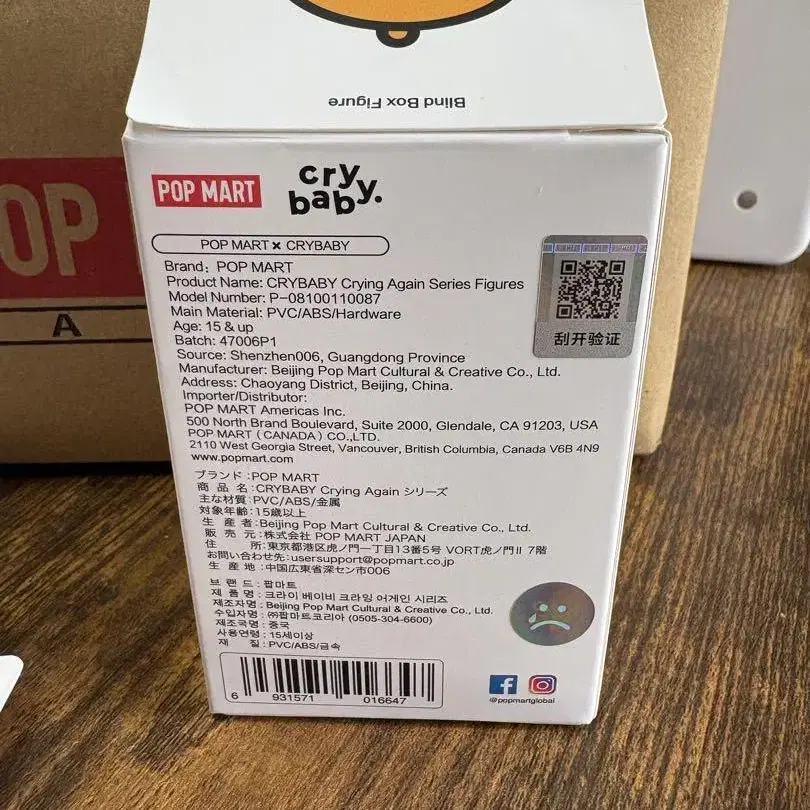 Blind Box Figure
POP
A
POP MART
cry baby.
POP MART × CRYBABY
Brand: POP MART
Product Name: CRYBABY Crying Again Series Figures
Model Number: P-08100110087
Main Material: PVC/ABS/Hardware
Age: 15 & up
Batch: 47006P1
Source: Shenzhen006, Guangdong Province
Manufacturer: Beijing Pop Mart Cultural & Creative Co., Ltd.
Address: Chaoyang District, Beijing, China.
Importer/Distributor:
POP MART Americas Inc.
500 North Brand Boulevard, Suite 2000, Glendale, CA 91203, USA
POP MART (CANADA) CO.,LTD.
2110 West Georgia Street, Vancouver, British Columbia, Canada V6B 4N9
www.popmart.com
刮开验证
ブランド:POP MART
商品名:CRYBABY Crying Again シリーズ
主な材質:PVC/ABS/金属
対象年齢:15歳以上
生産者:Beijing Pop Mart Cultural & Creative Co., Ltd.
販売元:株式会社 POP MART JAPAN
住所:東京都港区虎ノ門一丁目13番5号 VORT虎ノ門II 7階
お問い合わせ先:usersupport@popmart.co.jp
生産地:中国広東省深セン市006
브랜드:팝마트
제품명:크라이 베이비 크라잉 어게인 시리즈
제조자명:Beijing Pop Mart Cultural & Creative Co., Ltd.
수입자명:㈜팝마트코리아 (0505-304-6600)
제조국명:중국
사용연령:15세이상
재질:PVC/ABS/금속
6 931571 016647
@popmartglobal